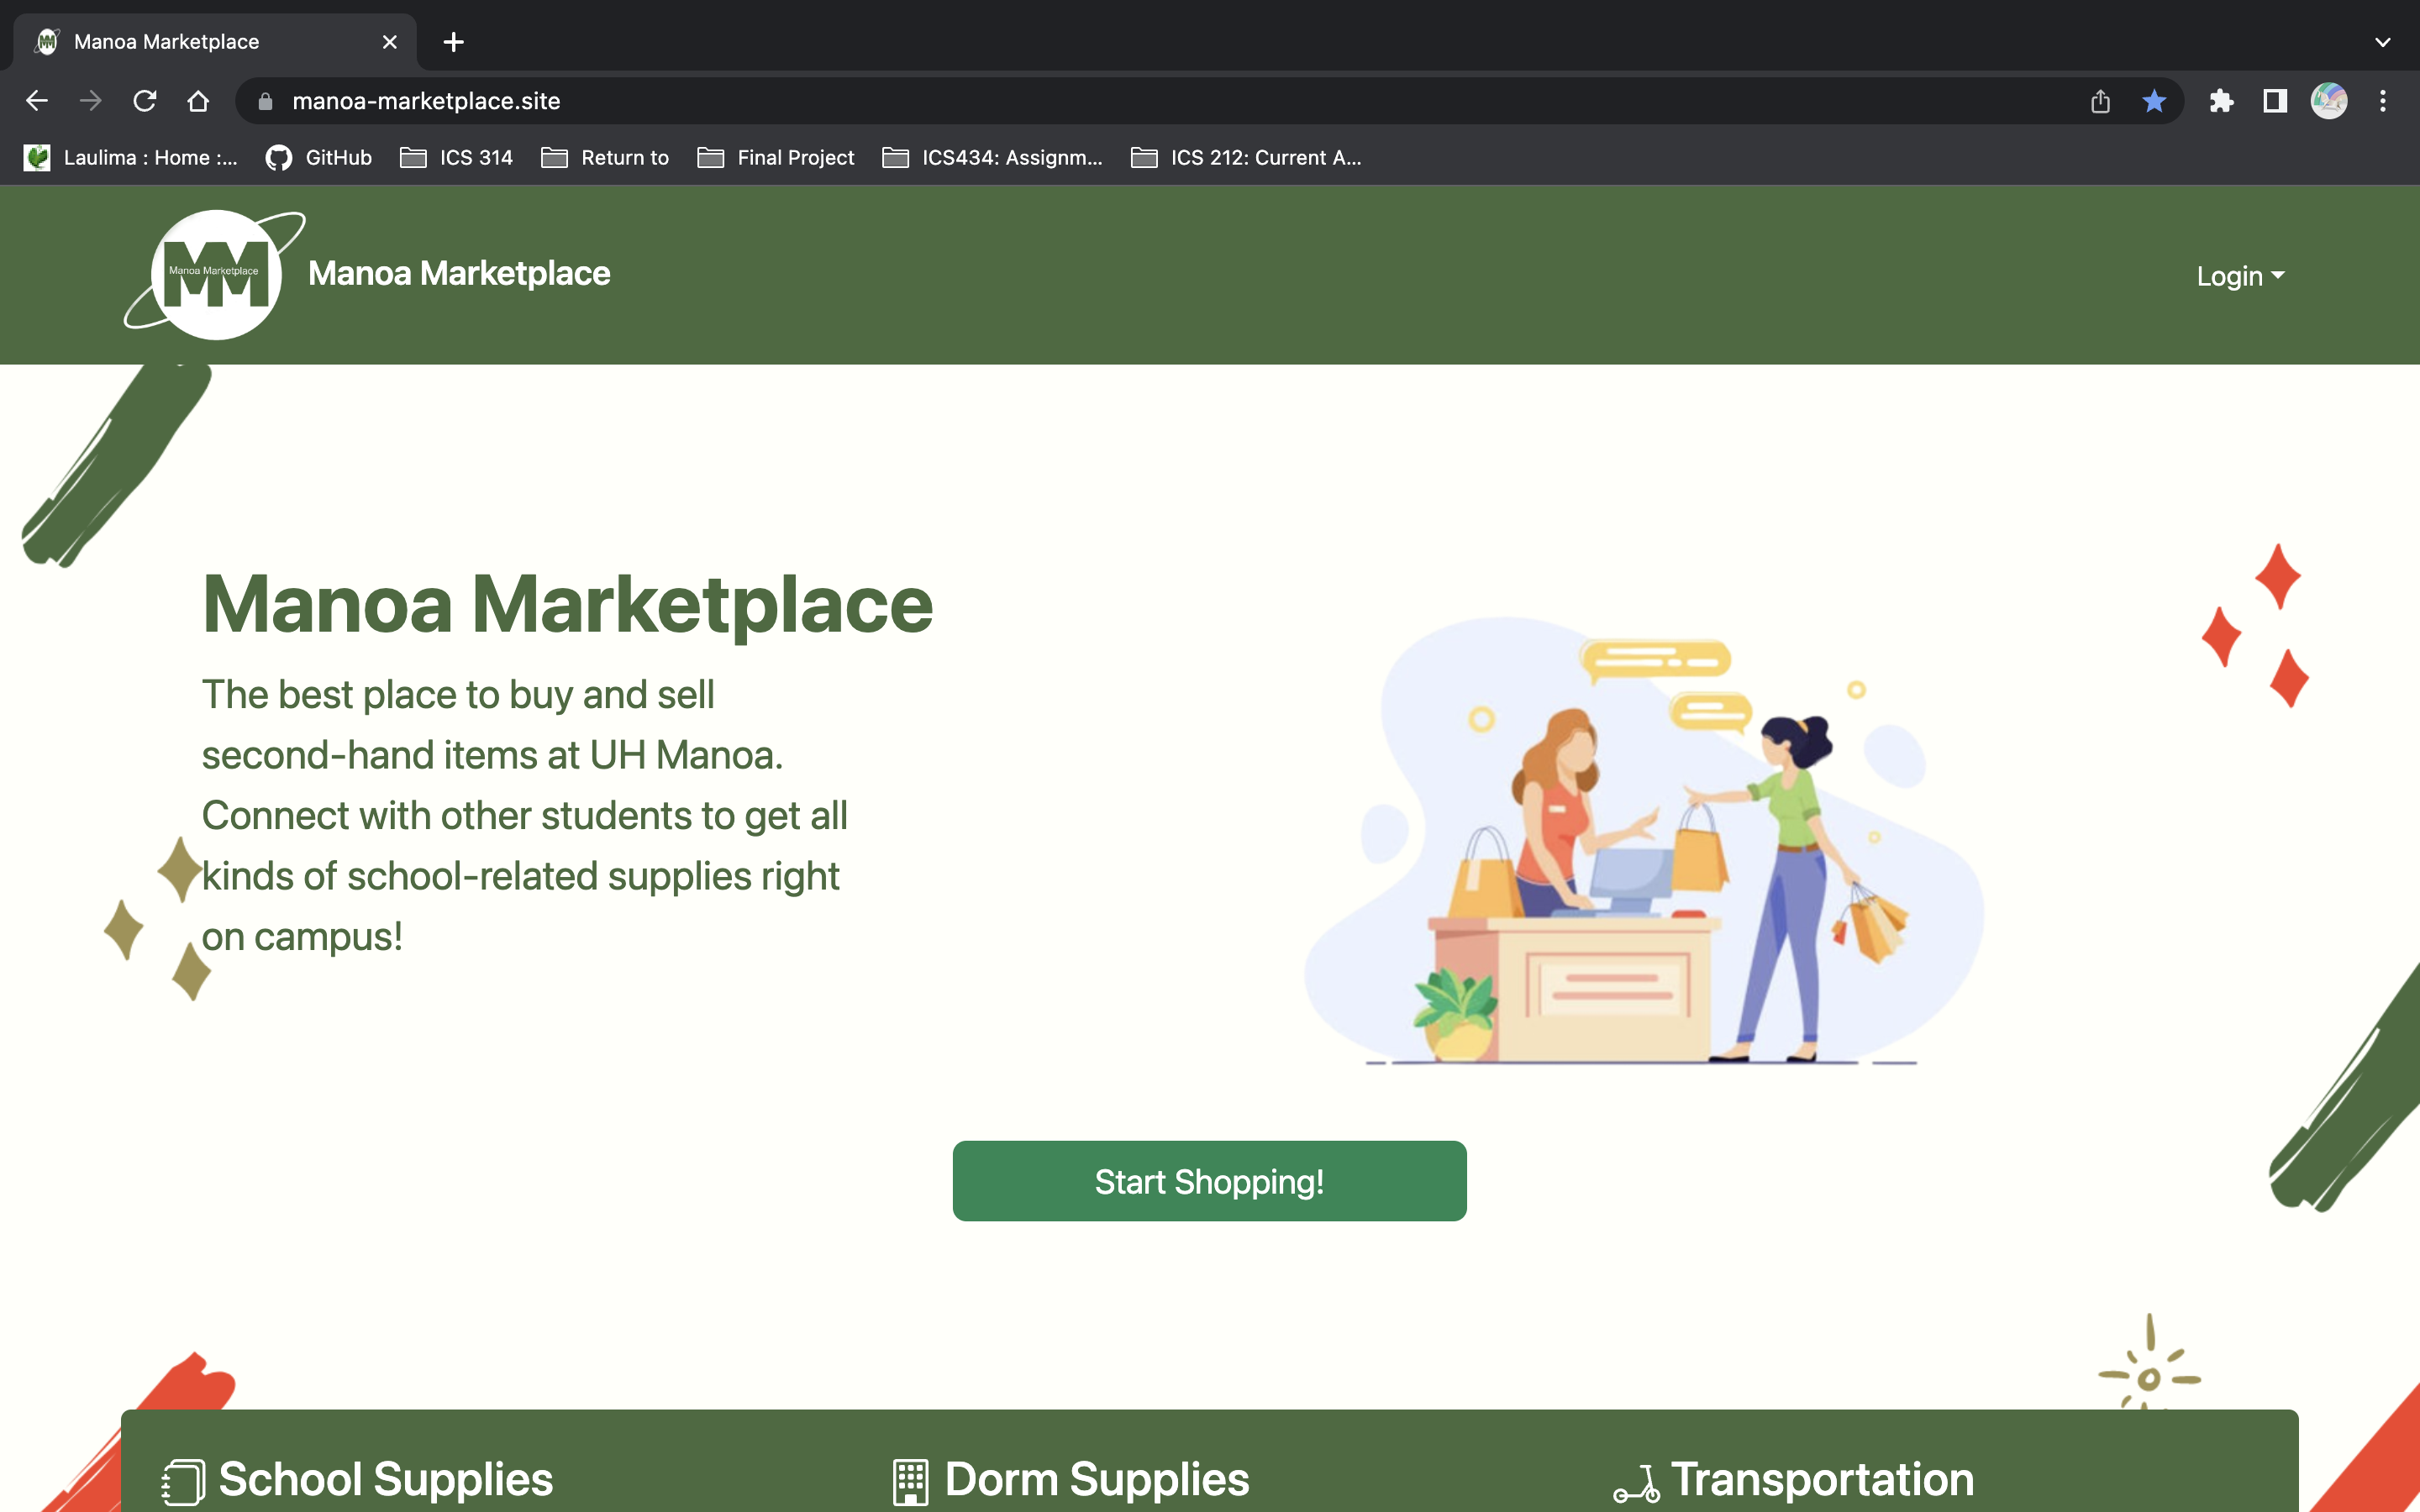 Manoa Marketplace
manoa-marketplace.site
Laulima : Home :... GitHub ICS 314 Return to Final Project ICS434: Assignm... ICS 212: Current A...
MM
Manoa Marketplace
MM
Manoa Marketplace
Login
Manoa Marketplace
The best place to buy and sell
second-hand items at UH Manoa.
Connect with other students to get all
kinds of school-related supplies right
on campus!
Start Shopping!
School Supplies Dorm Supplies Transportation